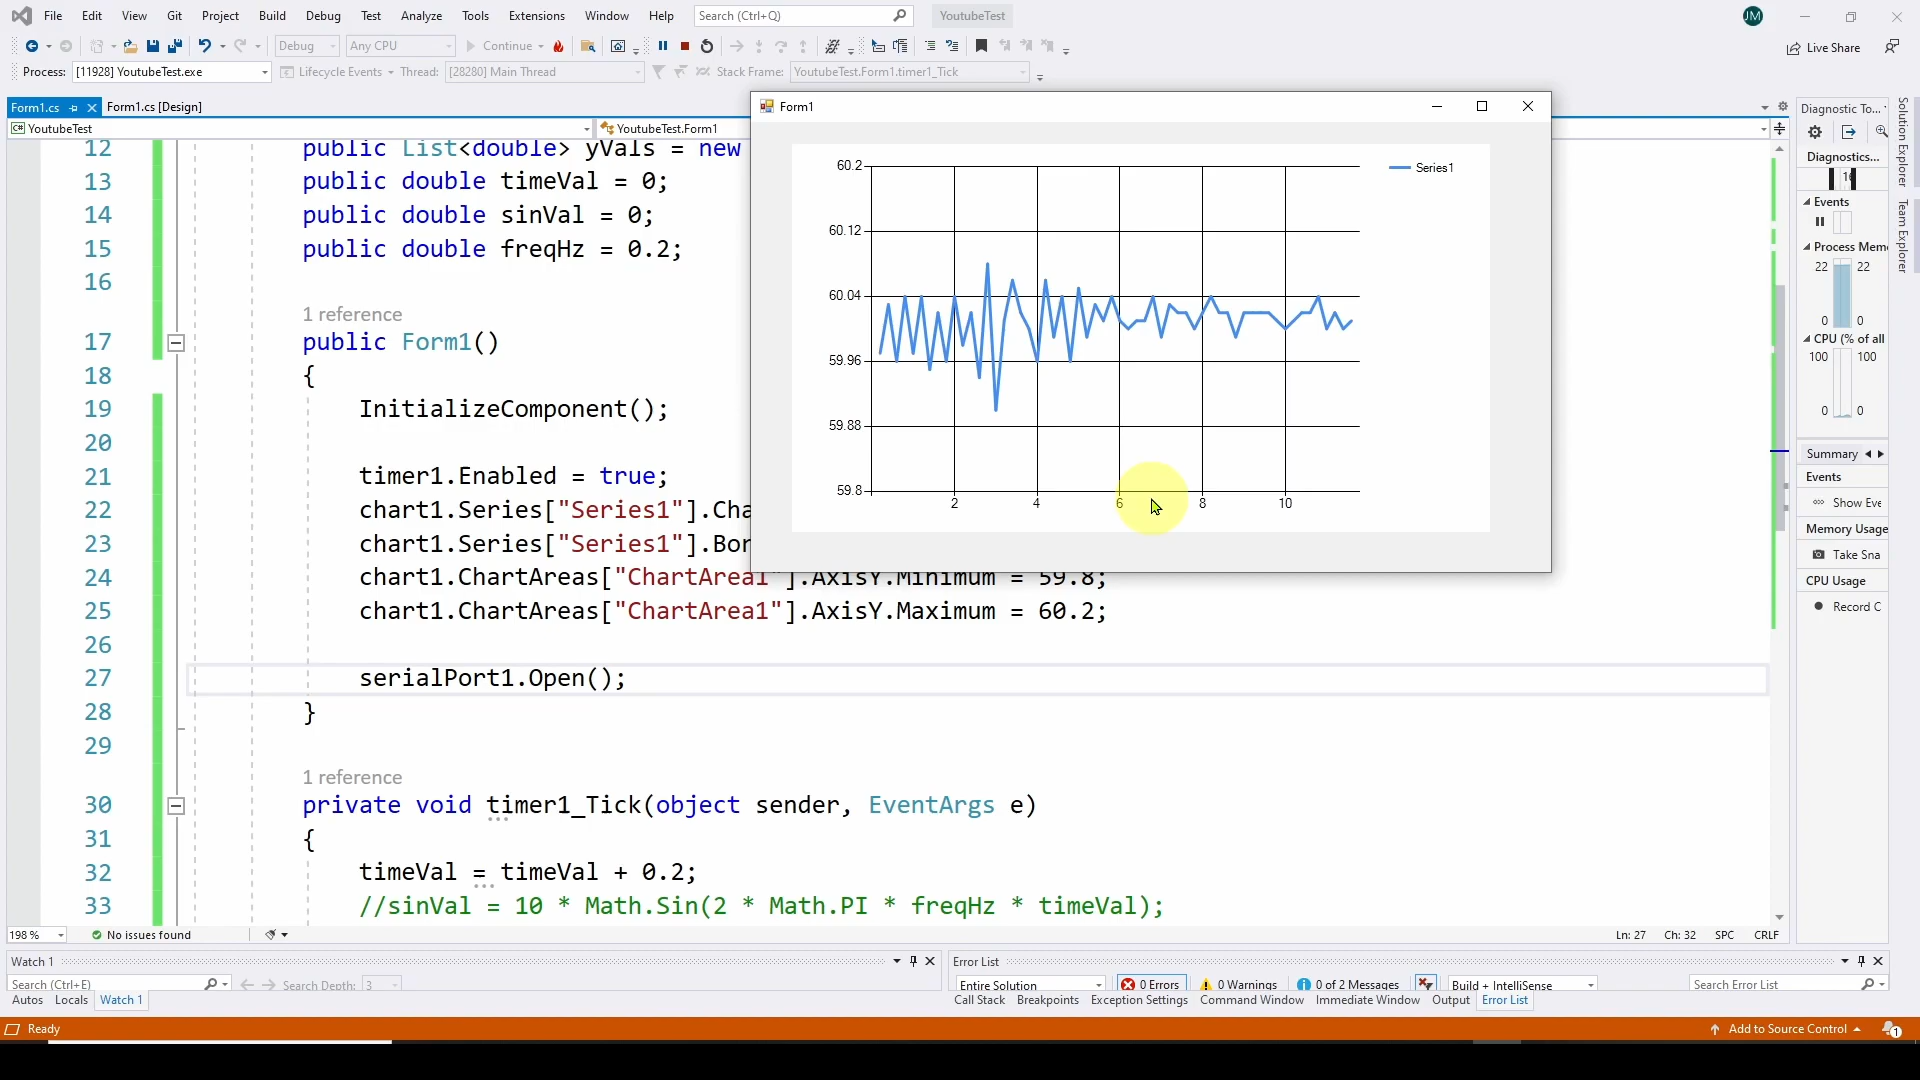 File Edit View Git Project Build Debug Test Analyze Tools Extensions Window Help Search (Ctrl+Q) YoutubeTest JM
Debug Any CPU Continue Live Share
Process: [11928] YoutubeTest.exe Lifecycle Events Thread: [28280] Main Thread Stack Frame: YoutubeTest.Form1.timer1_Tick
Form1.cs Form1.cs [Design]
C# YoutubeTest YoutubeTest.Form1
12 public List<double> yVals = new
13 public double timeVal = 0;
14 public double sinVal = 0;
15 public double freqHz = 0.2;
16
1 reference
17 public Form1()
18 {
19 InitializeComponent();
20
21 timer1.Enabled = true;
22 chart1.Series["Series1"].Cha
23 chart1.Series["Series1"].Bor
24 chart1.ChartAreas["ChartArea1"].AxisY.Minimum = 59.8;
25 chart1.ChartAreas["ChartArea1"].AxisY.Maximum = 60.2;
26
27 serialPort1.Open();
28 }
29
1 reference
30 private void timer1_Tick(object sender, EventArgs e)
31 {
32 timeVal = timeVal + 0.2;
33 //sinVal = 10 * Math.Sin(2 * Math.PI * freqHz * timeVal);
Form1
60.2
60.12
60.04
59.96
59.88
59.8
2 4 6 8 10
Series1
Diagnostic To...
Diagnostics...
Events
Process Mem
22 22
0 0
CPU (% of all
100 100
0 0
Summary
Events
Show Eve
Memory Usage
Take Sna
CPU Usage
Record C
Solution Explorer
Team Explorer
198 % No issues found Ln: 27 Ch: 32 SPC CRLF
Watch 1
Search (Ctrl+E) Search Depth: 3
Autos Locals Watch 1
Error List
Entire Solution 0 Errors 0 Warnings 0 of 2 Messages Build + IntelliSense Search Error List
Call Stack Breakpoints Exception Settings Command Window Immediate Window Output Error List
Ready Add to Source Control 1